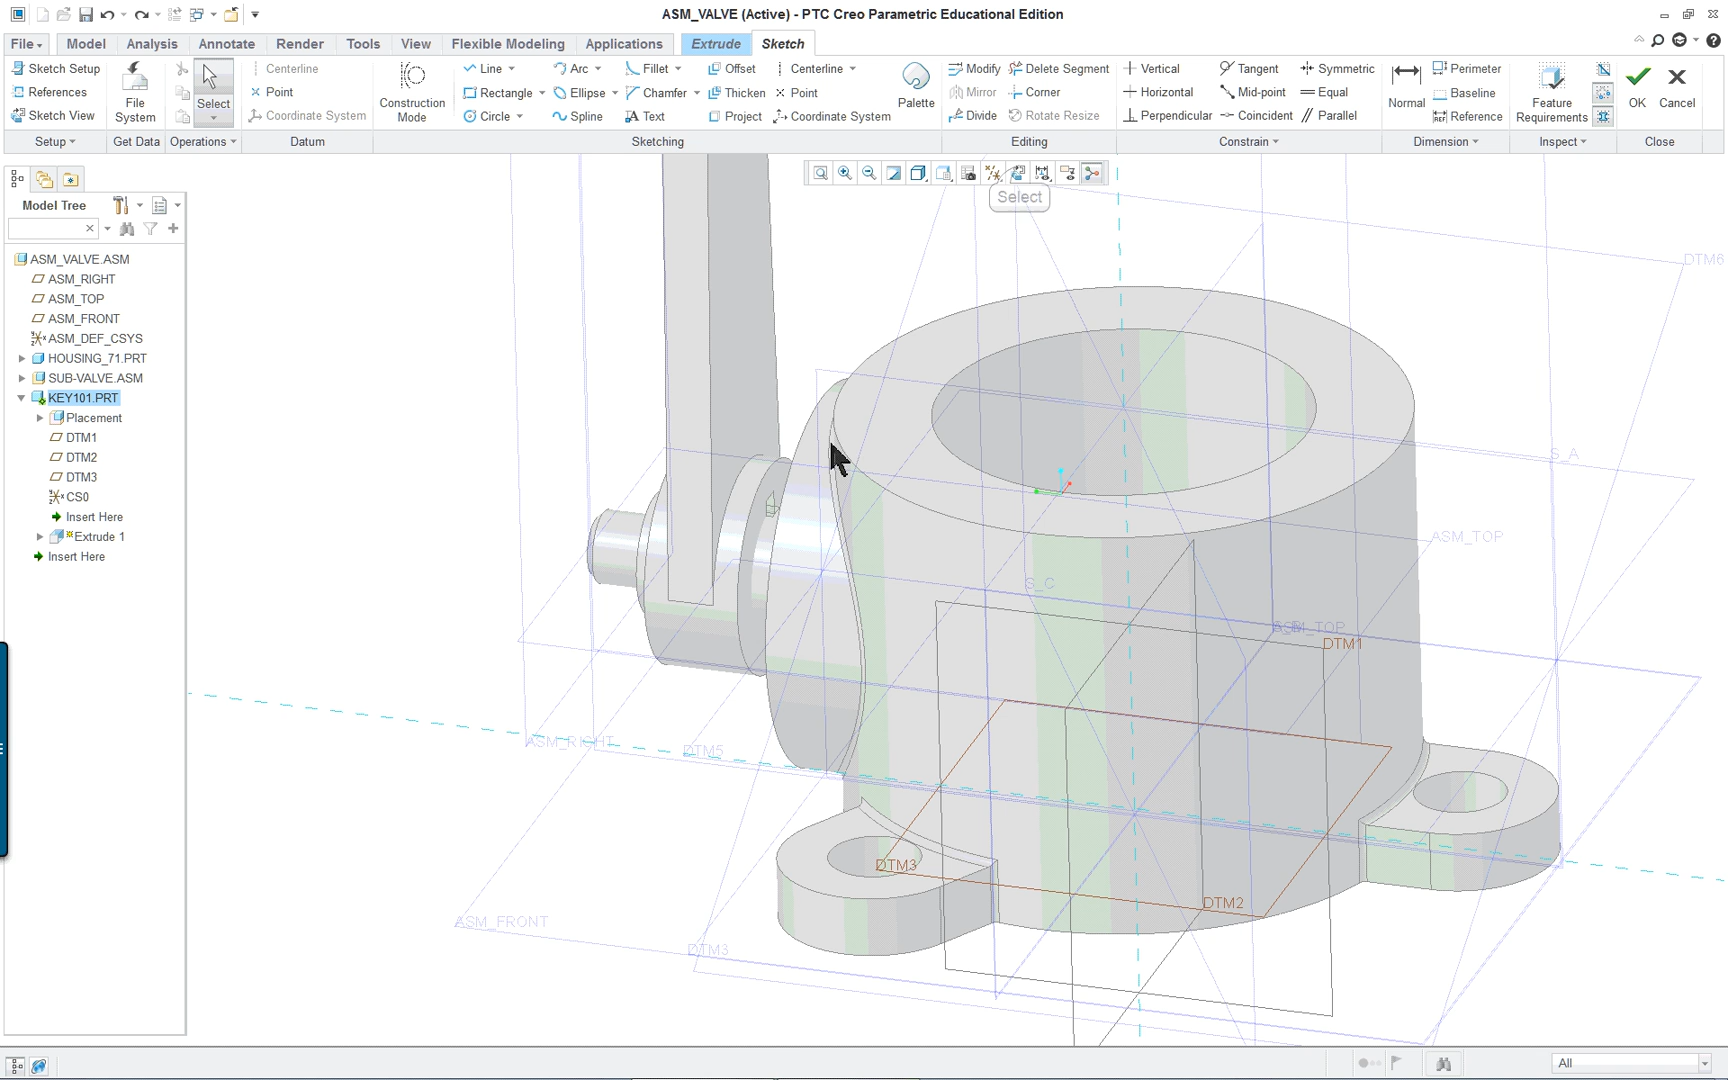 ASM_VALVE (Active) - PTC Creo Parametric Educational Edition
File Model Analysis Annotate Render Tools View Flexible Modeling Applications Extrude Sketch
Sketch Setup
References
Sketch View
File System
Select
Centerline
Point
Coordinate System
Construction Mode
Line Arc Fillet Offset Centerline
Rectangle Ellipse Chamfer Thicken Point
Circle Spline Text Project Coordinate System
Palette
Modify Delete Segment
Mirror Corner
Divide Rotate Resize
Vertical Tangent Symmetric
Horizontal Mid-point Equal
Perpendicular Coincident Parallel
Normal
Perimeter
Baseline
Reference
Feature Requirements
OK
Cancel
Setup Get Data Operations Datum Sketching Editing Constrain Dimension Inspect Close
Select
Model Tree
ASM_VALVE.ASM
ASM_RIGHT
ASM_TOP
ASM_FRONT
ASM_DEF_CSYS
HOUSING_71.PRT
SUB-VALVE.ASM
KEY101.PRT
Placement
DTM1
DTM2
DTM3
CS0
Insert Here
Extrude 1
Insert Here
DTM6
S_A
ASM_TOP
S_C
DTM1
ASM_RIGHT
DTM5
DTM3
DTM2
ASM_FRONT
DTM3
All